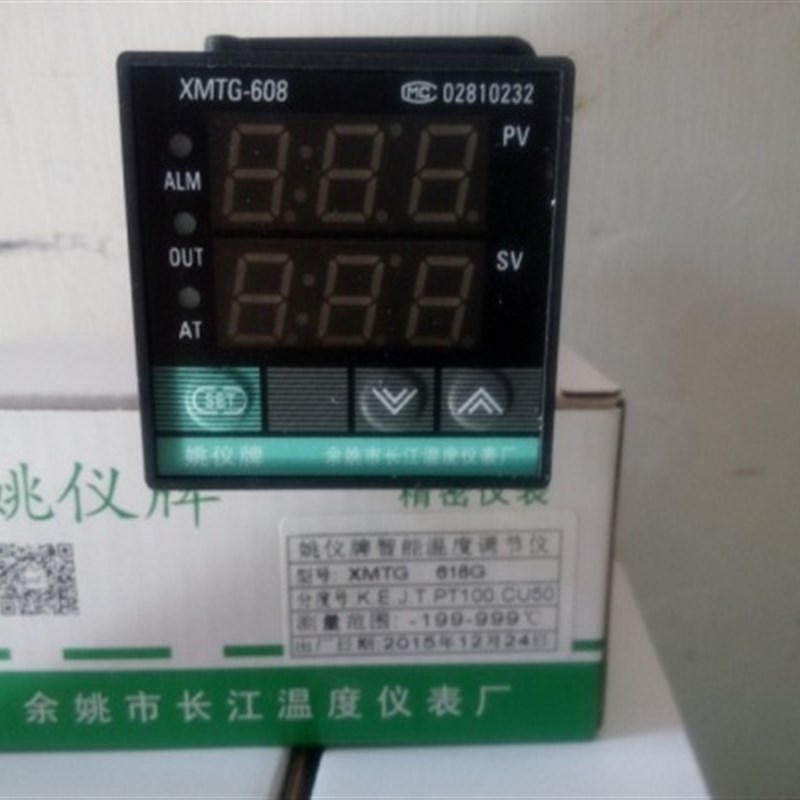 XMTG-608 MC 02810232
PV
ALM
OUT SV
AT
SET
姚仪牌 余姚市长江温度仪表厂
姚仪牌 精密仪表
姚仪牌智能温度调节仪
型号: XMTG 618G
分度号 K E J T PT100 CU50
测量范围: -199-999℃
出厂日期:2015年12月24日
余姚市长江温度仪表厂